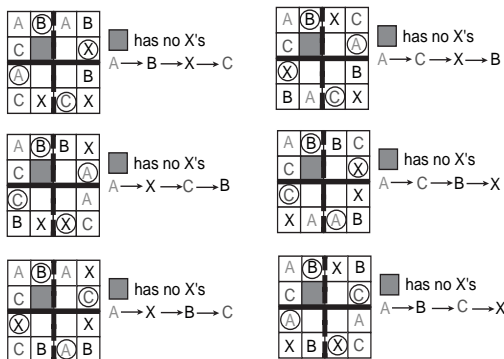 A B A B
C X
A B
C X C X
has no X's
A → B → X → C
A B X C
C A
X B
B A C X
has no X's
A → C → X → B
A B B X
C A
C A
B X X C
has no X's
A → X → C → B
A B B C
C X
C X
X A A B
has no X's
A → C → B → X
A B A X
C C
X X
C B A B
has no X's
A → X → B → C
A B X B
C C
A A
X B X C
has no X's
A → B → C → X